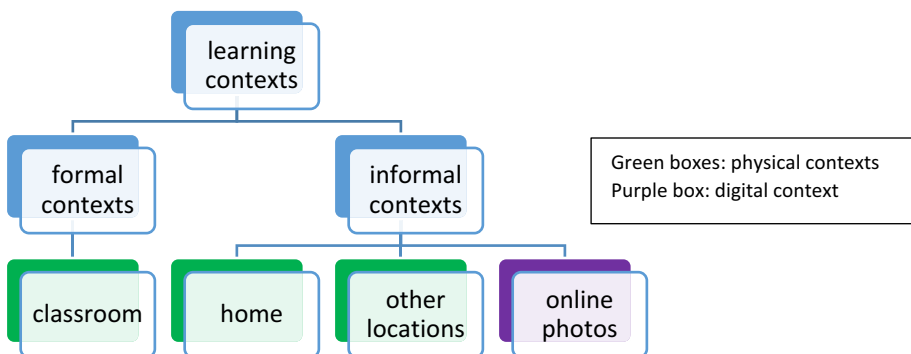 learning
contexts
formal
contexts
informal
contexts
Green boxes: physical contexts
Purple box: digital context
classroom
home
other
locations
online
photos